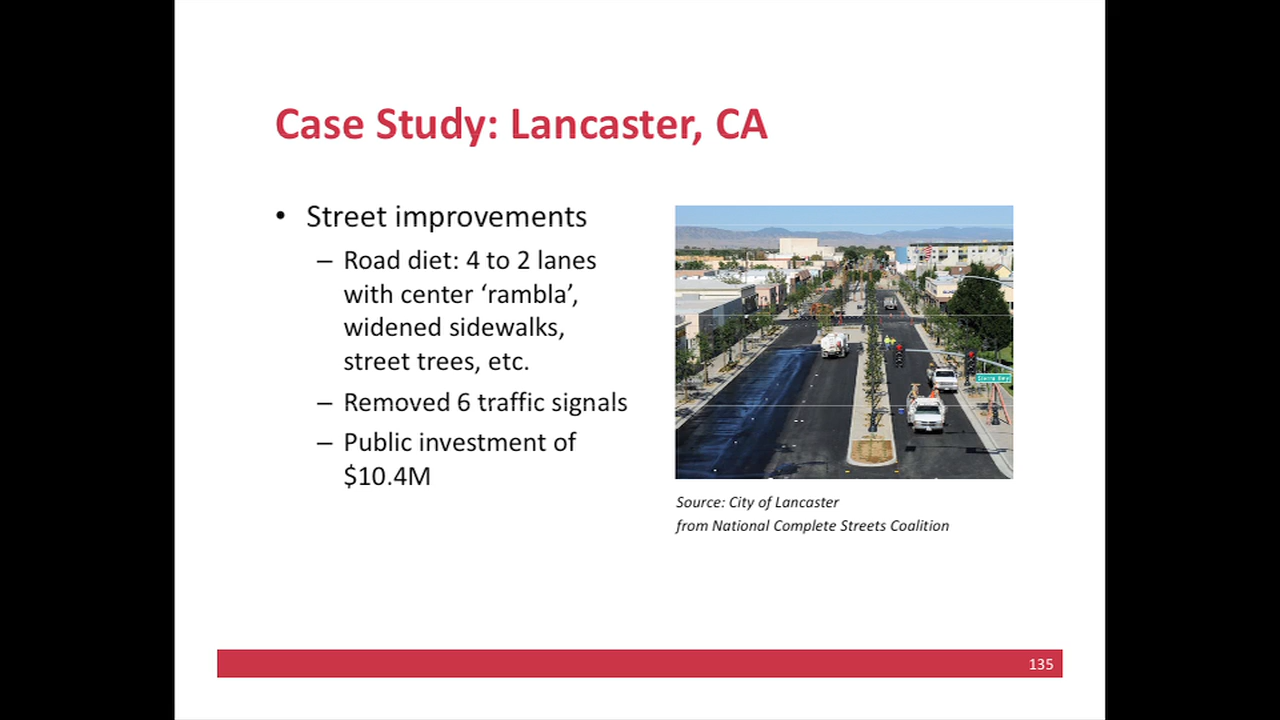 Case Study: Lancaster, CA
• Street improvements
– Road diet: 4 to 2 lanes
with center ‘rambla’,
widened sidewalks,
street trees, etc.
– Removed 6 traffic signals
– Public investment of
$10.4M
Source: City of Lancaster
from National Complete Streets Coalition
135